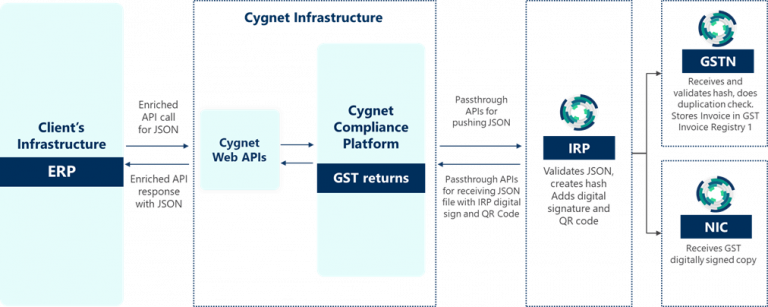 Cygnet Infrastructure
Client's
Infrastructure
ERP
Enriched
API call
for JSON
Enriched API
response
with JSON
Cygnet
Web APIs
Cygnet
Compliance
Platform
GST returns
Passthrough
APIs for
pushing JSON
Passthrough APIs
for receiving JSON
file with IRP digital
sign and QR Code
IRP
Validates JSON,
creates hash
Adds digital
signature and
QR code
GSTN
Receives and
validates hash, does
duplication check.
Stores Invoice in GST
Invoice Registry 1
NIC
Receives GST
digitally signed copy